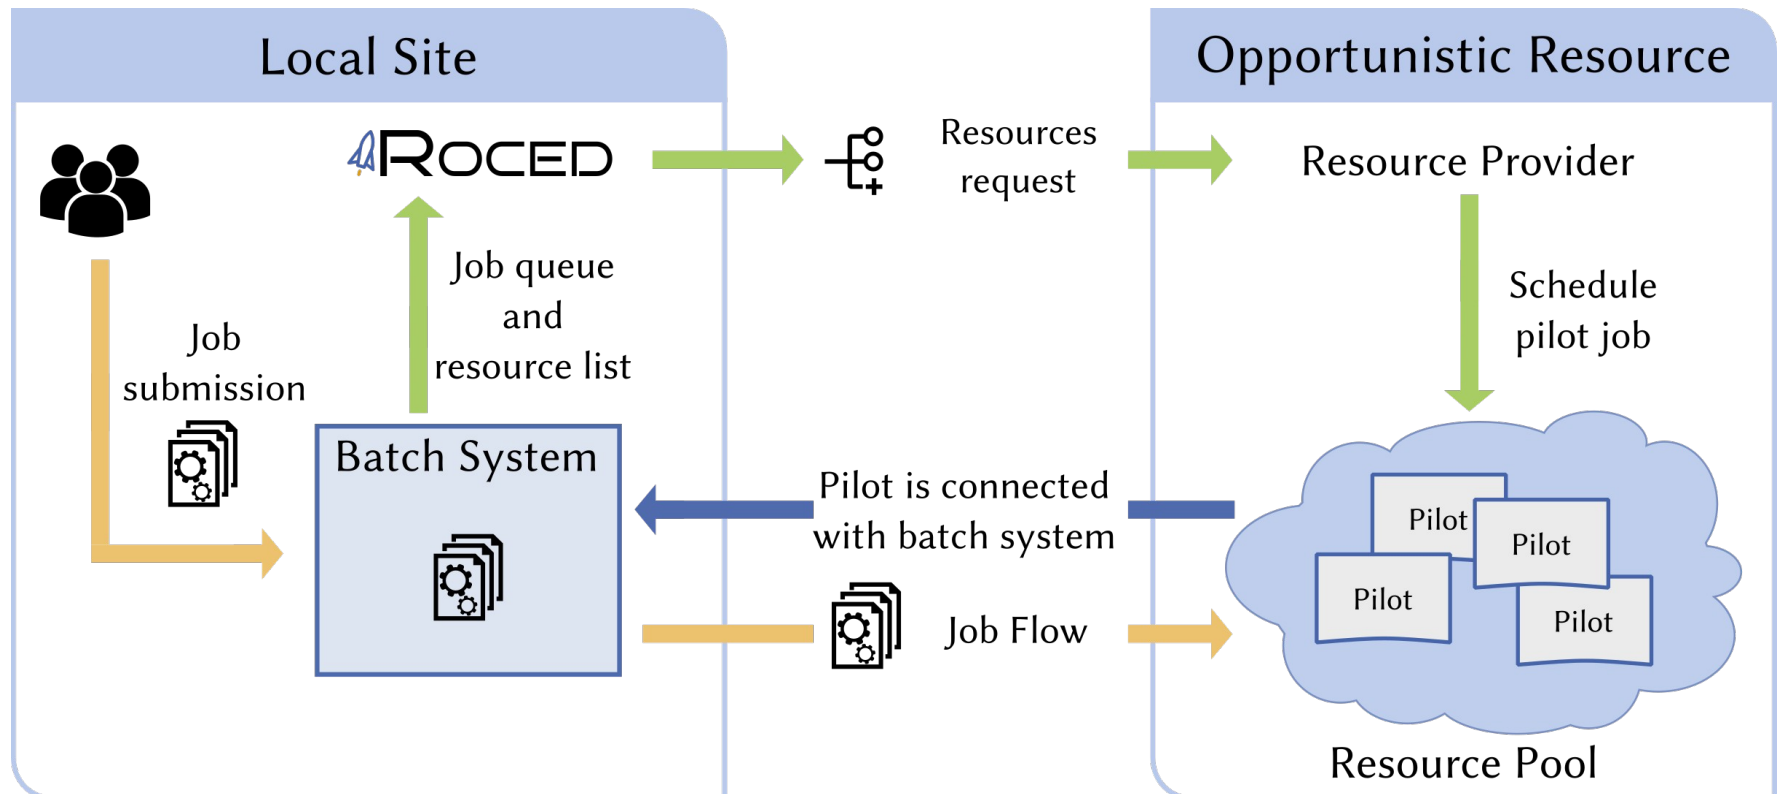 Local Site
Opportunistic Resource
ROCED
Resources
request
Resource Provider
Job queue
and
resource list
Schedule
pilot job
Job
submission
Batch System
Pilot is connected
with batch system
Job Flow
Pilot
Pilot
Pilot
Pilot
Resource Pool